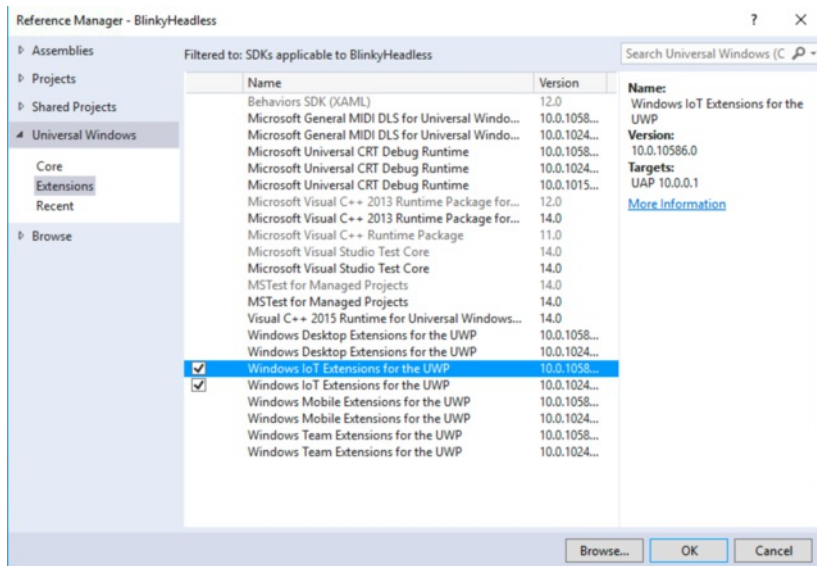 Reference Manager - BlinkyHeadless
? ×
Assemblies
Projects
Shared Projects
Universal Windows
Core
Extensions
Recent
Browse
Filtered to: SDKs applicable to BlinkyHeadless
Search Universal Windows (C
Name Version
Behaviors SDK (XAML) 12.0
Microsoft General MIDI DLS for Universal Windo... 10.0.1058...
Microsoft General MIDI DLS for Universal Windo... 10.0.1024...
Microsoft Universal CRT Debug Runtime 10.0.1058...
Microsoft Universal CRT Debug Runtime 10.0.1024...
Microsoft Universal CRT Debug Runtime 10.0.1015...
Microsoft Visual C++ 2013 Runtime Package for... 12.0
Microsoft Visual C++ 2013 Runtime Package for... 14.0
Microsoft Visual C++ Runtime Package 11.0
Microsoft Visual Studio Test Core 14.0
Microsoft Visual Studio Test Core 14.0
MSTest for Managed Projects 14.0
MSTest for Managed Projects 14.0
Visual C++ 2015 Runtime for Universal Windows... 14.0
Windows Desktop Extensions for the UWP 10.0.1058...
Windows Desktop Extensions for the UWP 10.0.1024...
Windows IoT Extensions for the UWP 10.0.1058...
Windows IoT Extensions for the UWP 10.0.1024...
Windows Mobile Extensions for the UWP 10.0.1058...
Windows Mobile Extensions for the UWP 10.0.1024...
Windows Team Extensions for the UWP 10.0.1058...
Windows Team Extensions for the UWP 10.0.1024...
Name:
Windows IoT Extensions for the
UWP
Version:
10.0.10586.0
Targets:
UAP 10.0.0.1
More Information
Browse... OK Cancel